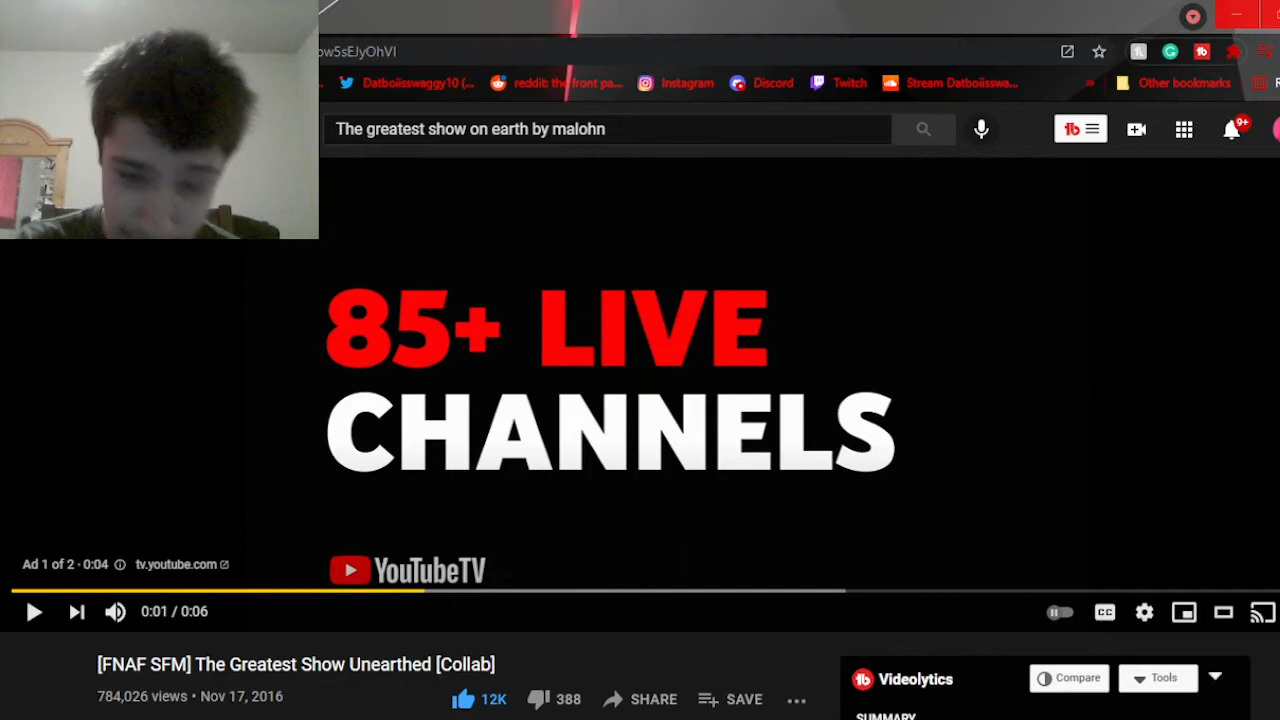 ow5sEJyOhVI
Datboiisswaggy10 (...
reddit: the front pa...
Instagram
Discord
Twitch
Stream Datboiisswa...
»
Other bookmarks
R
The greatest show on earth by malohn
9+
85+ LIVE
CHANNELS
Ad 1 of 2 · 0:04
tv.youtube.com
YouTubeTV
0:01 / 0:06
CC
[FNAF SFM] The Greatest Show Unearthed [Collab]
784,026 views • Nov 17, 2016
12K
388
SHARE
SAVE
Videolytics
Compare
Tools
SUMMARY